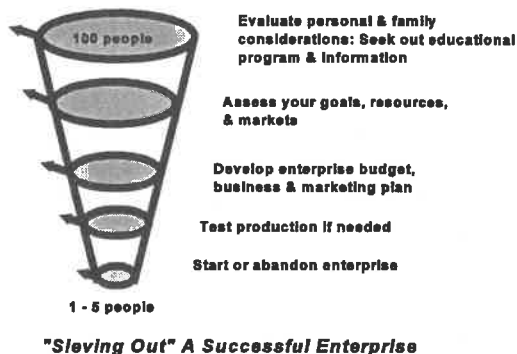 100 people
Evaluate personal & family
considerations: Seek out educational
program & information
Assess your goals, resources,
& markets
Develop enterprise budget,
business & marketing plan
Test production if needed
Start or abandon enterprise
1 - 5 people
"Sieving Out" A Successful Enterprise